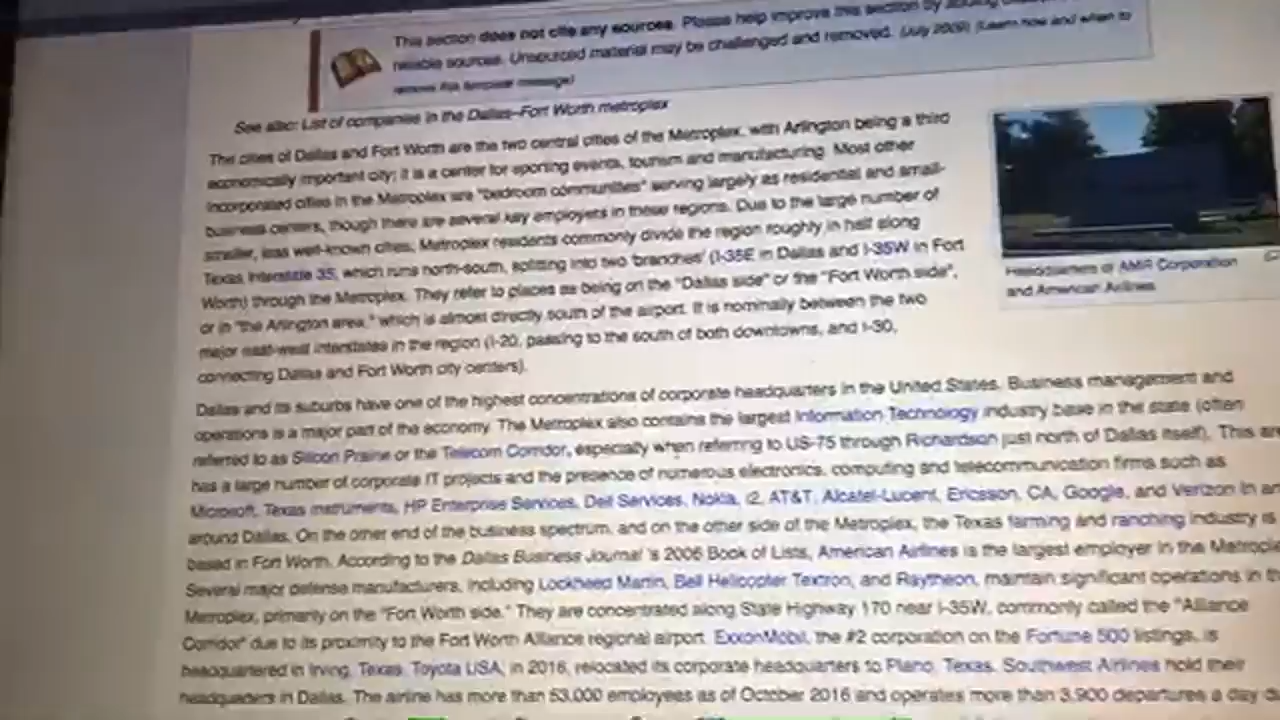 This section does not cite any sources. Please help improve this section by adding
reliable sources. Unsourced material may be challenged and removed. (July 2009) (Learn how and when to
remove this template message)
See also: List of companies in the Dallas–Fort Worth metroplex
The cities of Dallas and Fort Worth are the two central cities of the Metroplex, with Arlington being a third
economically important city; it is a center for sporting events, tourism and manufacturing. Most other
incorporated cities in the Metroplex are "bedroom communities" serving largely as residential and small-
business centers, though there are several key employers in these regions. Due to the large number of
smaller, less well-known cities, Metroplex residents commonly divide the region roughly in half along
Texas Interstate 35, which runs north-south, splitting into two 'branches' (I-35E in Dallas and I-35W in Fort
Worth) through the Metroplex. They refer to places as being on the "Dallas side" or the "Fort Worth side",
or in "the Arlington area," which is almost directly south of the airport. It is nominally between the two
major east-west interstates in the region (I-20, passing to the south of both downtowns, and I-30,
connecting Dallas and Fort Worth city centers).
Headquarters of AMR Corporation
and American Airlines
Dallas and its suburbs have one of the highest concentrations of corporate headquarters in the United States. Business management and
operations is a major part of the economy. The Metroplex also contains the largest Information Technology industry base in the state (often
referred to as Silicon Prairie or the Telecom Corridor, especially when referring to US-75 through Richardson just north of Dallas itself). This
has a large number of corporate IT projects and the presence of numerous electronics, computing and telecommunication firms such as
Microsoft, Texas Instruments, HP Enterprise Services, Dell Services, Nokia, i2, AT&T, Alcatel-Lucent, Ericsson, CA, Google, and Verizon in
around Dallas. On the other end of the business spectrum, and on the other side of the Metroplex, the Texas farming and ranching industry is
based in Fort Worth. According to the Dallas Business Journal 's 2006 Book of Lists, American Airlines is the largest employer in the
Several major defense manufacturers, including Lockheed Martin, Bell Helicopter Textron, and Raytheon, maintain significant operations in
Metroplex, primarily on the "Fort Worth side." They are concentrated along State Highway 170 near I-35W, commonly called the "Alliance
Corridor" due to its proximity to the Fort Worth Alliance regional airport. ExxonMobil, the #2 corporation on the Fortune 500 listings, is
headquartered in Irving, Texas. Toyota USA, in 2016, relocated its corporate headquarters to Plano, Texas. Southwest Airlines hold their
headquaters in Dallas. The airline has more than 53,000 employees as of October 2016 and operates more than 3,900 departures a day